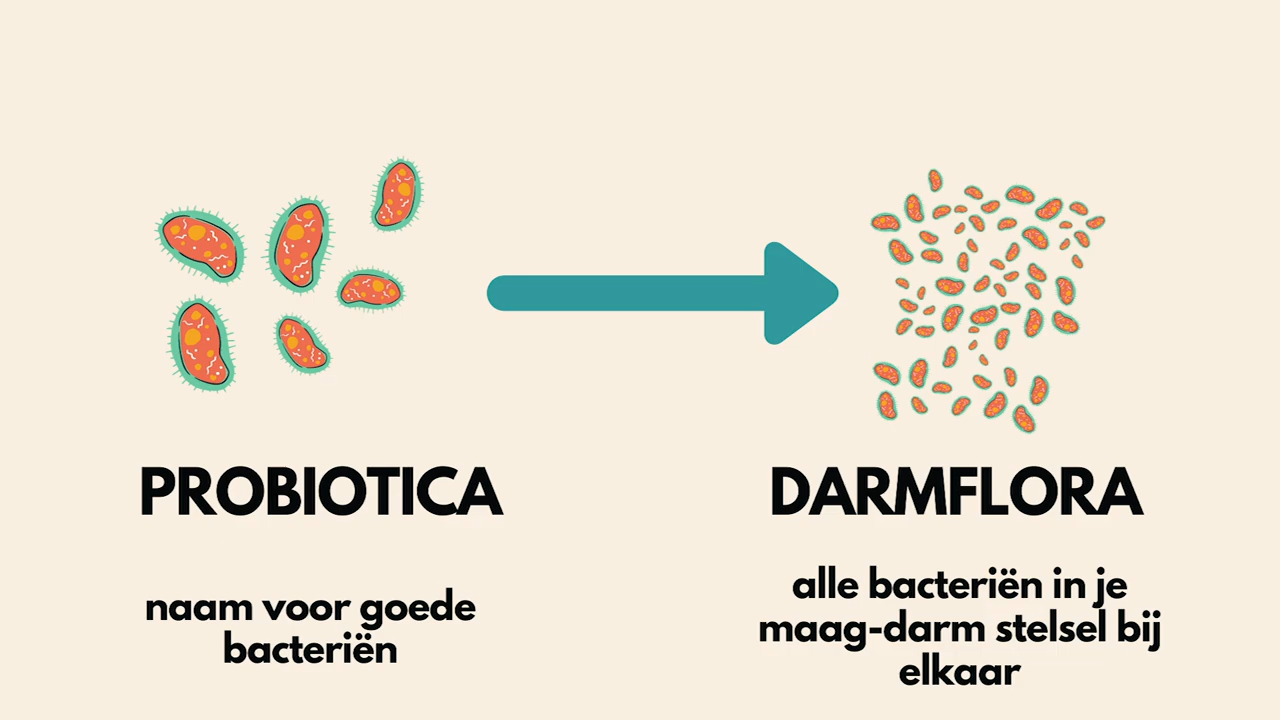 PROBIOTICA
naam voor goede
bacteriën
DARMFLORA
alle bacteriën in je
maag-darm stelsel bij
elkaar